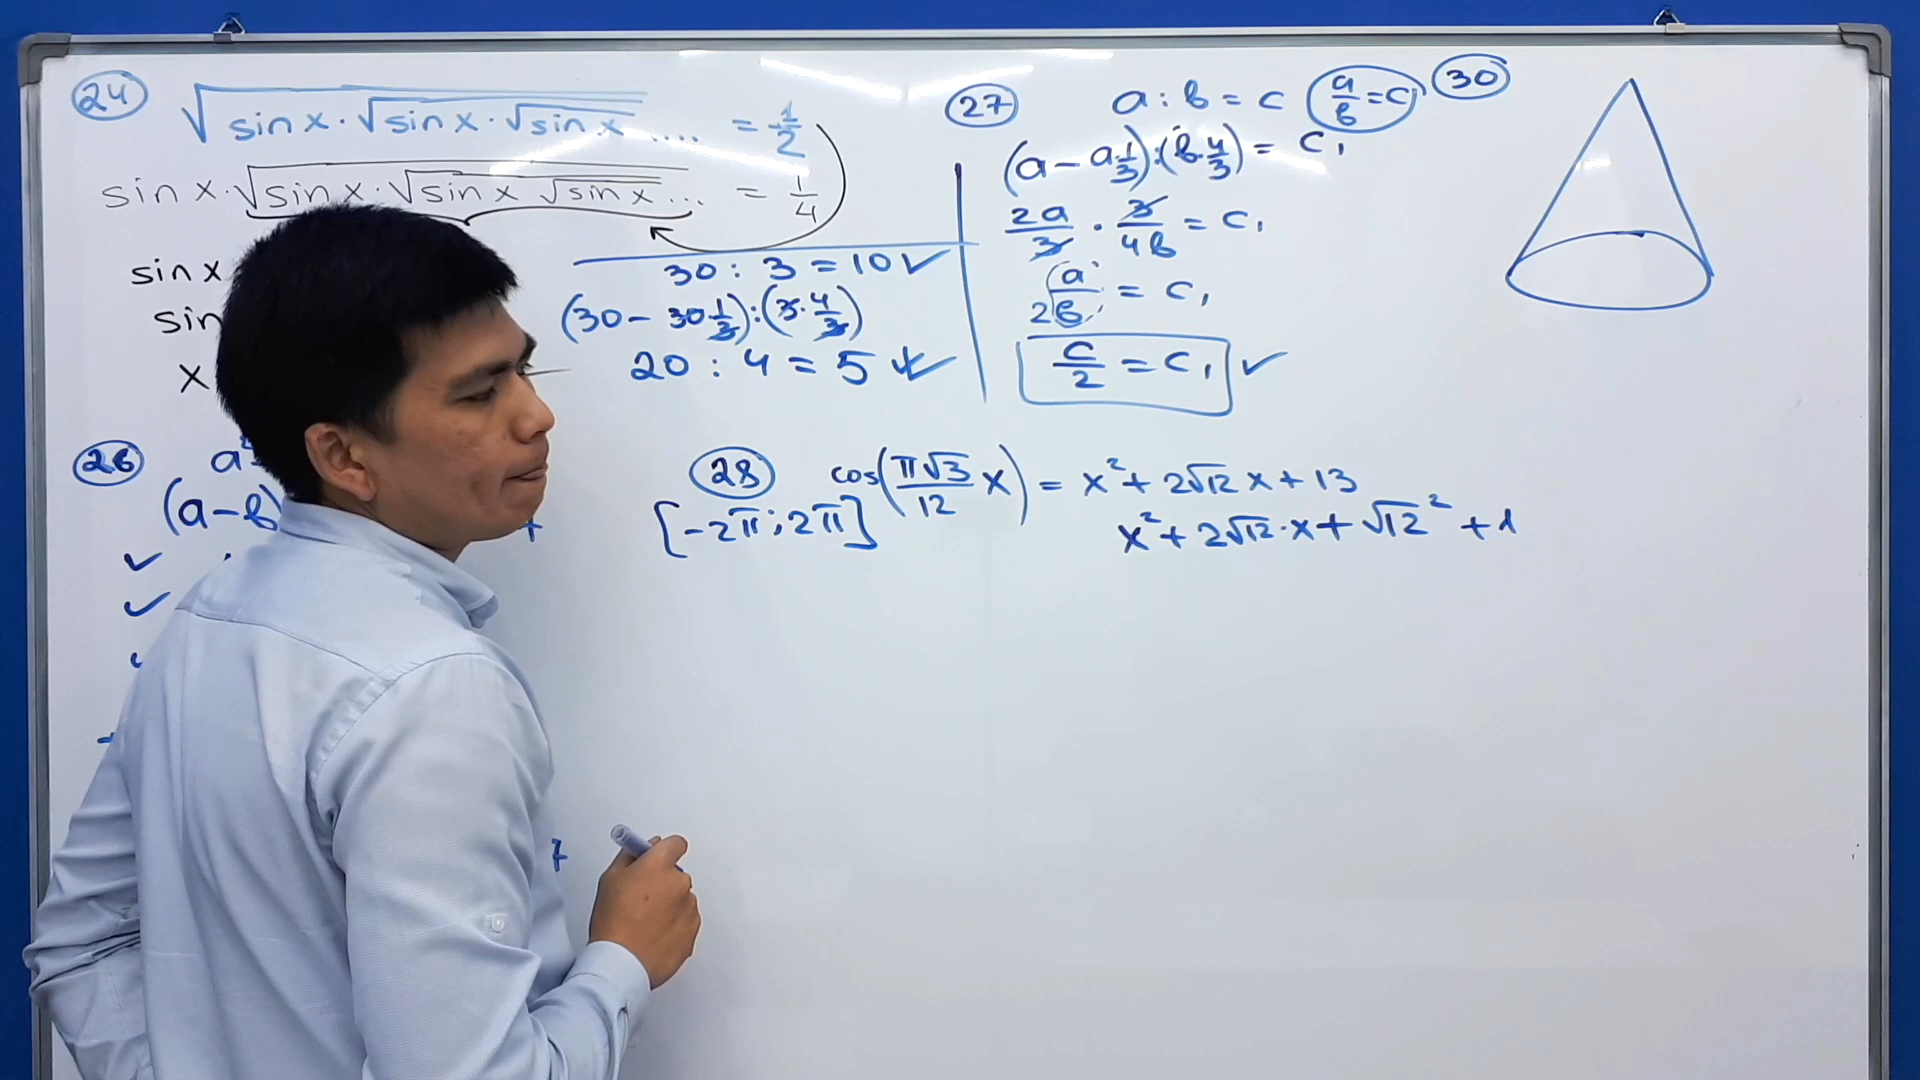 24
√(sin x · √(sin x · √(sin x .... = 1/2
sin x · √(sin x · √(sin x √(sin x ... = 1/4
sin x
sin
x
30 : 3 = 10 ✓
(30 - 30 1/3) : (3 · 4/3)
20 : 4 = 5 ✓
27 a : b = c a/b = c
(a - a · 1/3) : (b · 4/3) = c₁
2a/3 · 3/4b = c₁
a/2b = c₁
c/2 = c₁ ✓
30
26 a²
(a-b)
✓
✓
28 cos(π√3/12 x) = x² + 2√12 x + 13
[-2π; 2π] x² + 2√12 · x + √12² + 1